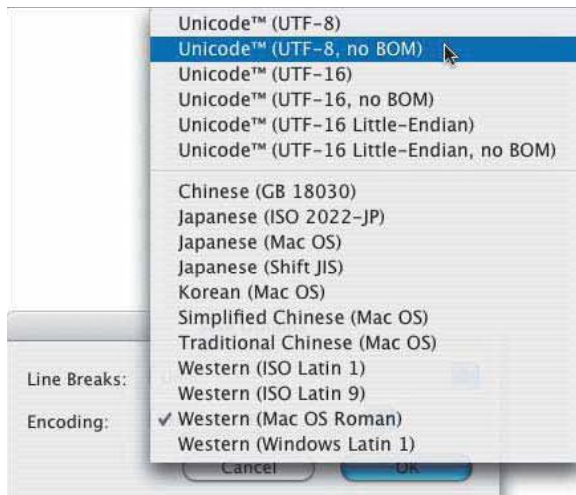 Unicode™ (UTF-8)
Unicode™ (UTF-8, no BOM)
Unicode™ (UTF-16)
Unicode™ (UTF-16, no BOM)
Unicode™ (UTF-16 Little-Endian)
Unicode™ (UTF-16 Little-Endian, no BOM)
Chinese (GB 18030)
Japanese (ISO 2022-JP)
Japanese (Mac OS)
Japanese (Shift JIS)
Korean (Mac OS)
Simplified Chinese (Mac OS)
Traditional Chinese (Mac OS)
Western (ISO Latin 1)
Line Breaks:
Western (ISO Latin 9)
Encoding: ✓ Western (Mac OS Roman)
Western (Windows Latin 1)
Cancel OK